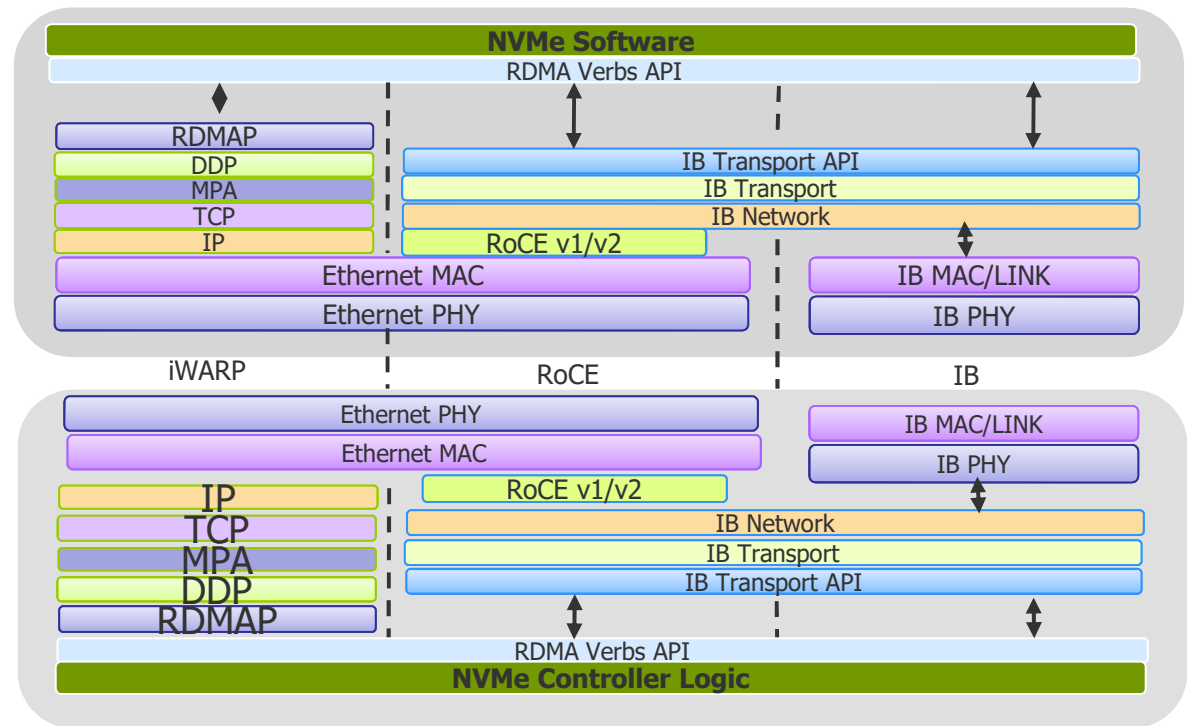 NVMe Software
RDMA Verbs API
RDMAP
DDP
MPA
TCP
IP
IB Transport API
IB Transport
IB Network
RoCE v1/v2
Ethernet MAC
Ethernet PHY
IB MAC/LINK
IB PHY
iWARP
RoCE
IB
Ethernet PHY
Ethernet MAC
IB MAC/LINK
IB PHY
RoCE v1/v2
IP
TCP
MPA
DDP
RDMAP
IB Network
IB Transport
IB Transport API
RDMA Verbs API
NVMe Controller Logic